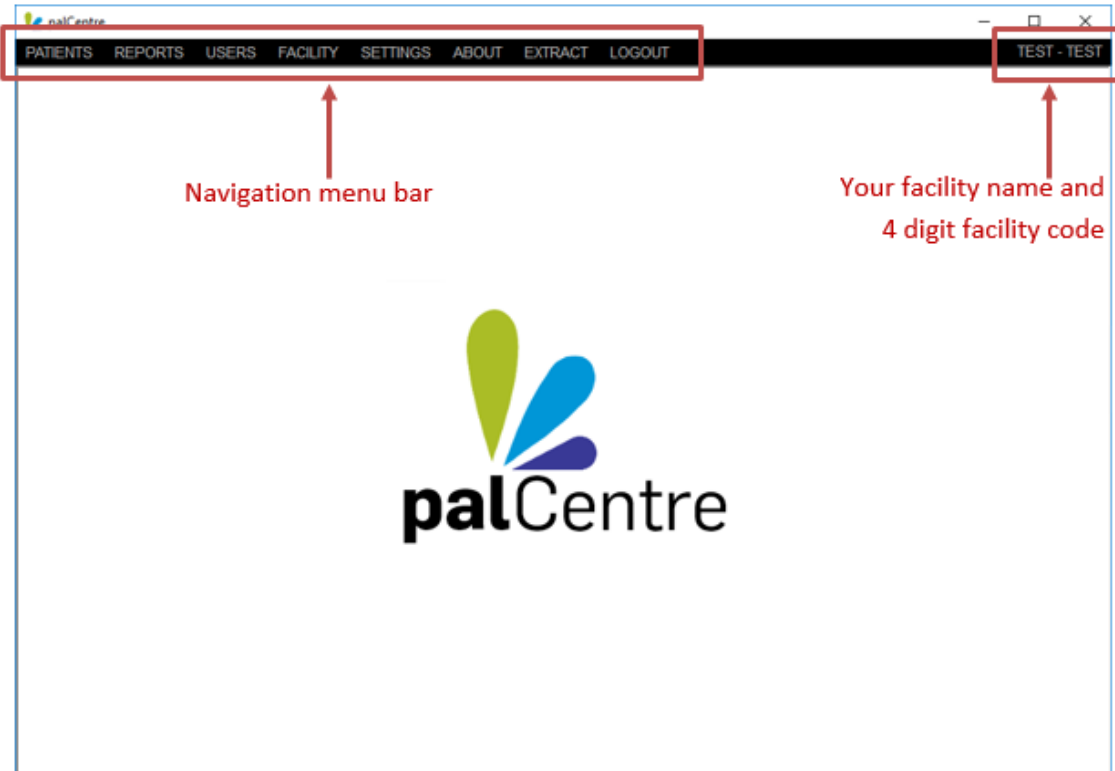 palCentre
PATIENTS REPORTS USERS FACILITY SETTINGS ABOUT EXTRACT LOGOUT TEST - TEST
Navigation menu bar
Your facility name and
4 digit facility code
palCentre